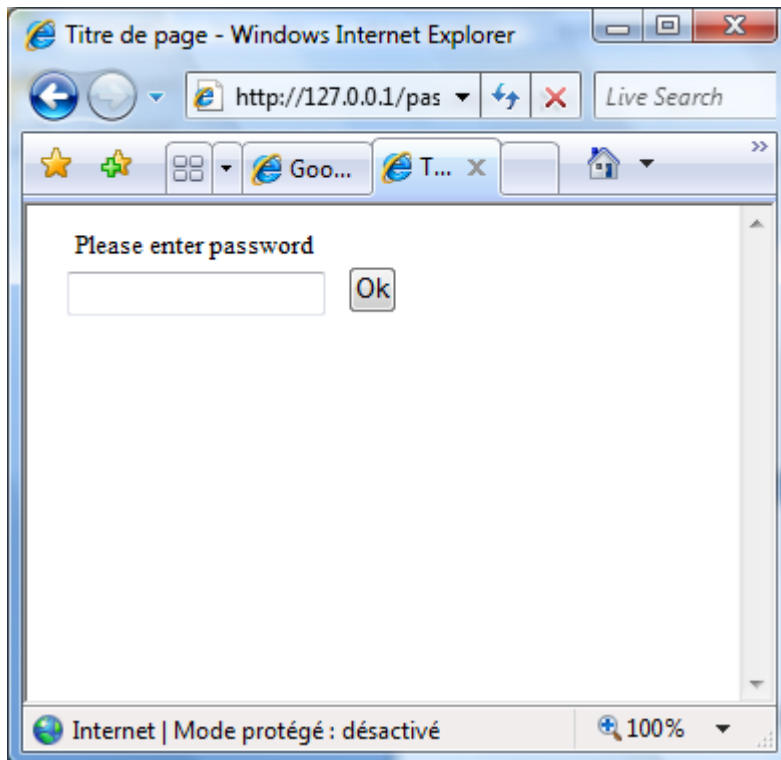 Titre de page - Windows Internet Explorer
http://127.0.0.1/pas
Live Search
Goo...
T...
Please enter password
Ok
Internet | Mode protégé : désactivé
100%